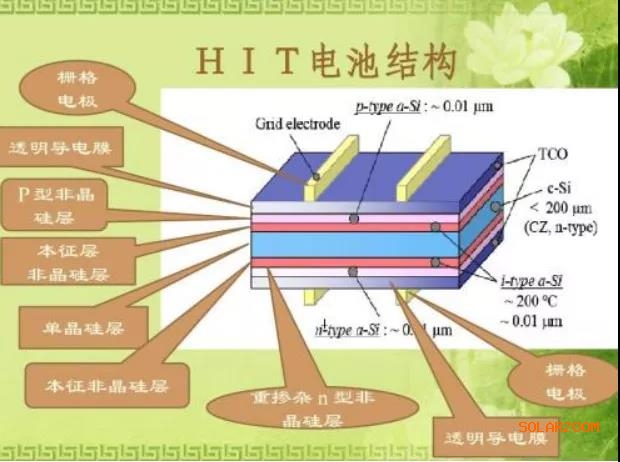 HIT电池结构
栅格
电极
透明导电膜
P型非晶
硅层
本征层
非晶硅层
单晶硅层
本征非晶硅层
重掺杂n型非
晶硅层
透明导电膜
栅格
电极
Grid electrode
p-type a-Si : ~ 0.01 μm
TCO
c-Si
< 200 μm
(CZ, n-type)
i-type a-Si
~ 200 ℃
~ 0.01 μm
-type a-Si : ~ μm
SOLARZOOM